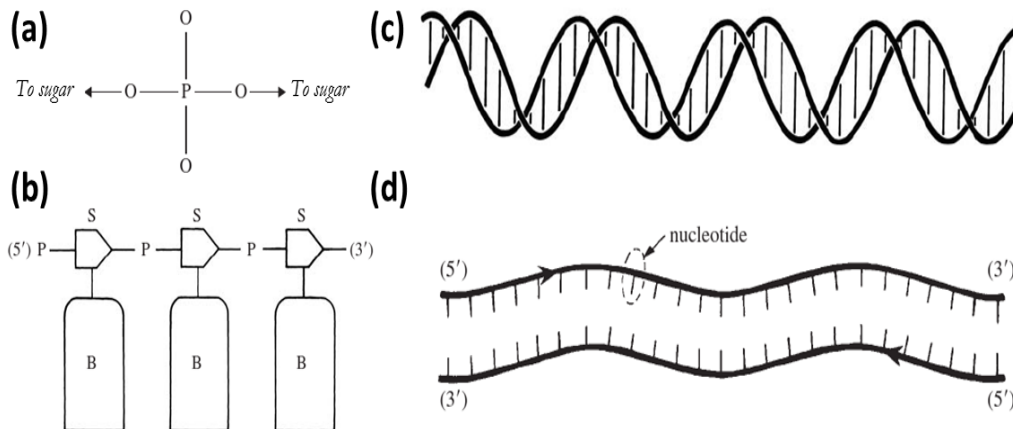 (a)
O
To sugar O P O To sugar
O
(b)
S S S
(5′) P P P (3′)
B B B
(c)
(d)
nucleotide
(5′) (3′)
(3′) (5′)